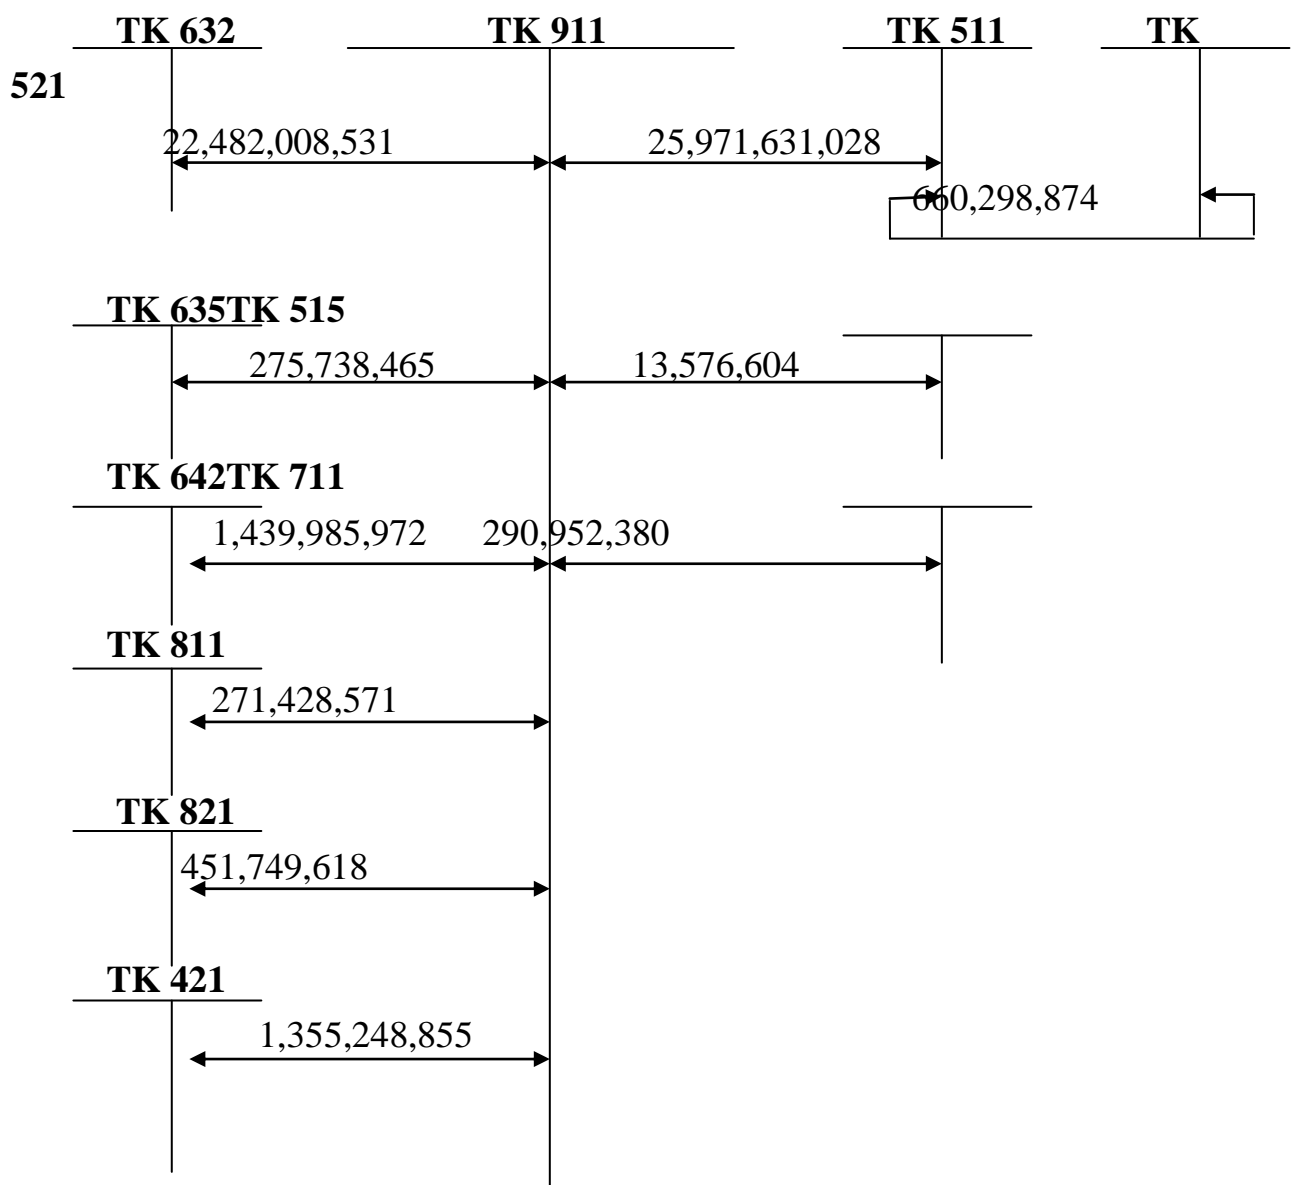 TK 632 TK 911 TK 511 TK
521
22,482,008,531 25,971,631,028
660,298,874
TK 635TK 515
275,738,465 13,576,604
TK 642TK 711
1,439,985,972 290,952,380
TK 811
271,428,571
TK 821
451,749,618
TK 421
1,355,248,855